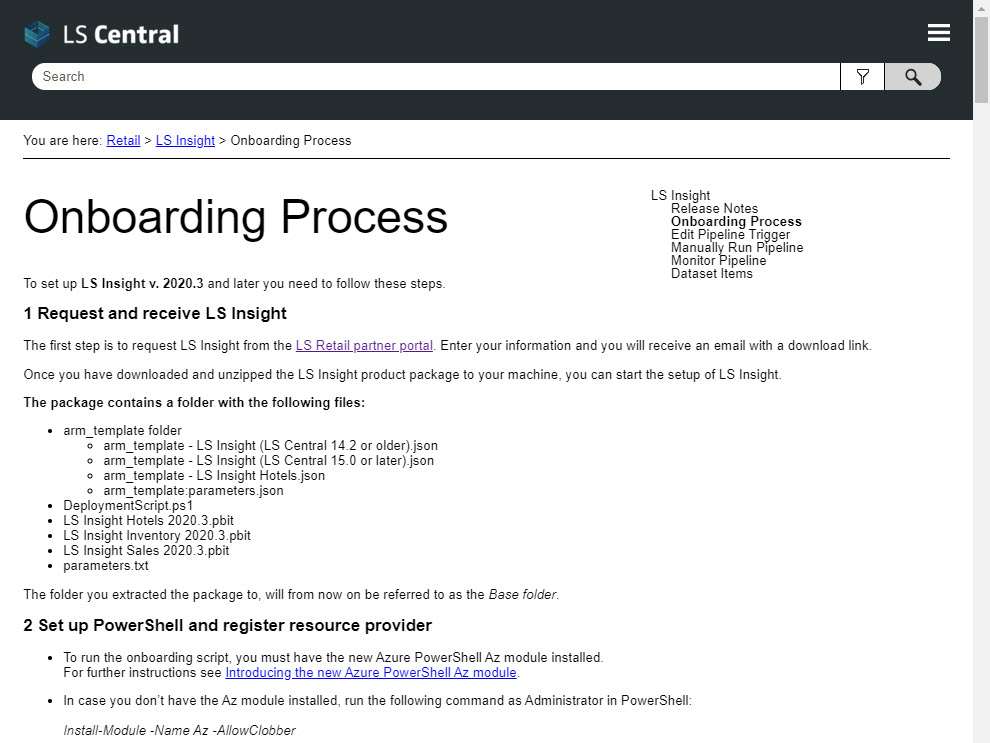 LS Central
Search
You are here: Retail > LS Insight > Onboarding Process
Onboarding Process
LS Insight
Release Notes
Onboarding Process
Edit Pipeline Trigger
Manually Run Pipeline
Monitor Pipeline
Dataset Items
To set up LS Insight v. 2020.3 and later you need to follow these steps.
1 Request and receive LS Insight
The first step is to request LS Insight from the LS Retail partner portal. Enter your information and you will receive an email with a download link.
Once you have downloaded and unzipped the LS Insight product package to your machine, you can start the setup of LS Insight.
The package contains a folder with the following files:
arm_template folder
arm_template - LS Insight (LS Central 14.2 or older).json
arm_template - LS Insight (LS Central 15.0 or later).json
arm_template - LS Insight Hotels.json
arm_template:parameters.json
DeploymentScript.ps1
LS Insight Hotels 2020.3.pbit
LS Insight Inventory 2020.3.pbit
LS Insight Sales 2020.3.pbit
parameters.txt
The folder you extracted the package to, will from now on be referred to as the Base folder.
2 Set up PowerShell and register resource provider
To run the onboarding script, you must have the new Azure PowerShell Az module installed.
For further instructions see Introducing the new Azure PowerShell Az module.
In case you don’t have the Az module installed, run the following command as Administrator in PowerShell:
Install-Module -Name Az -AllowClobber